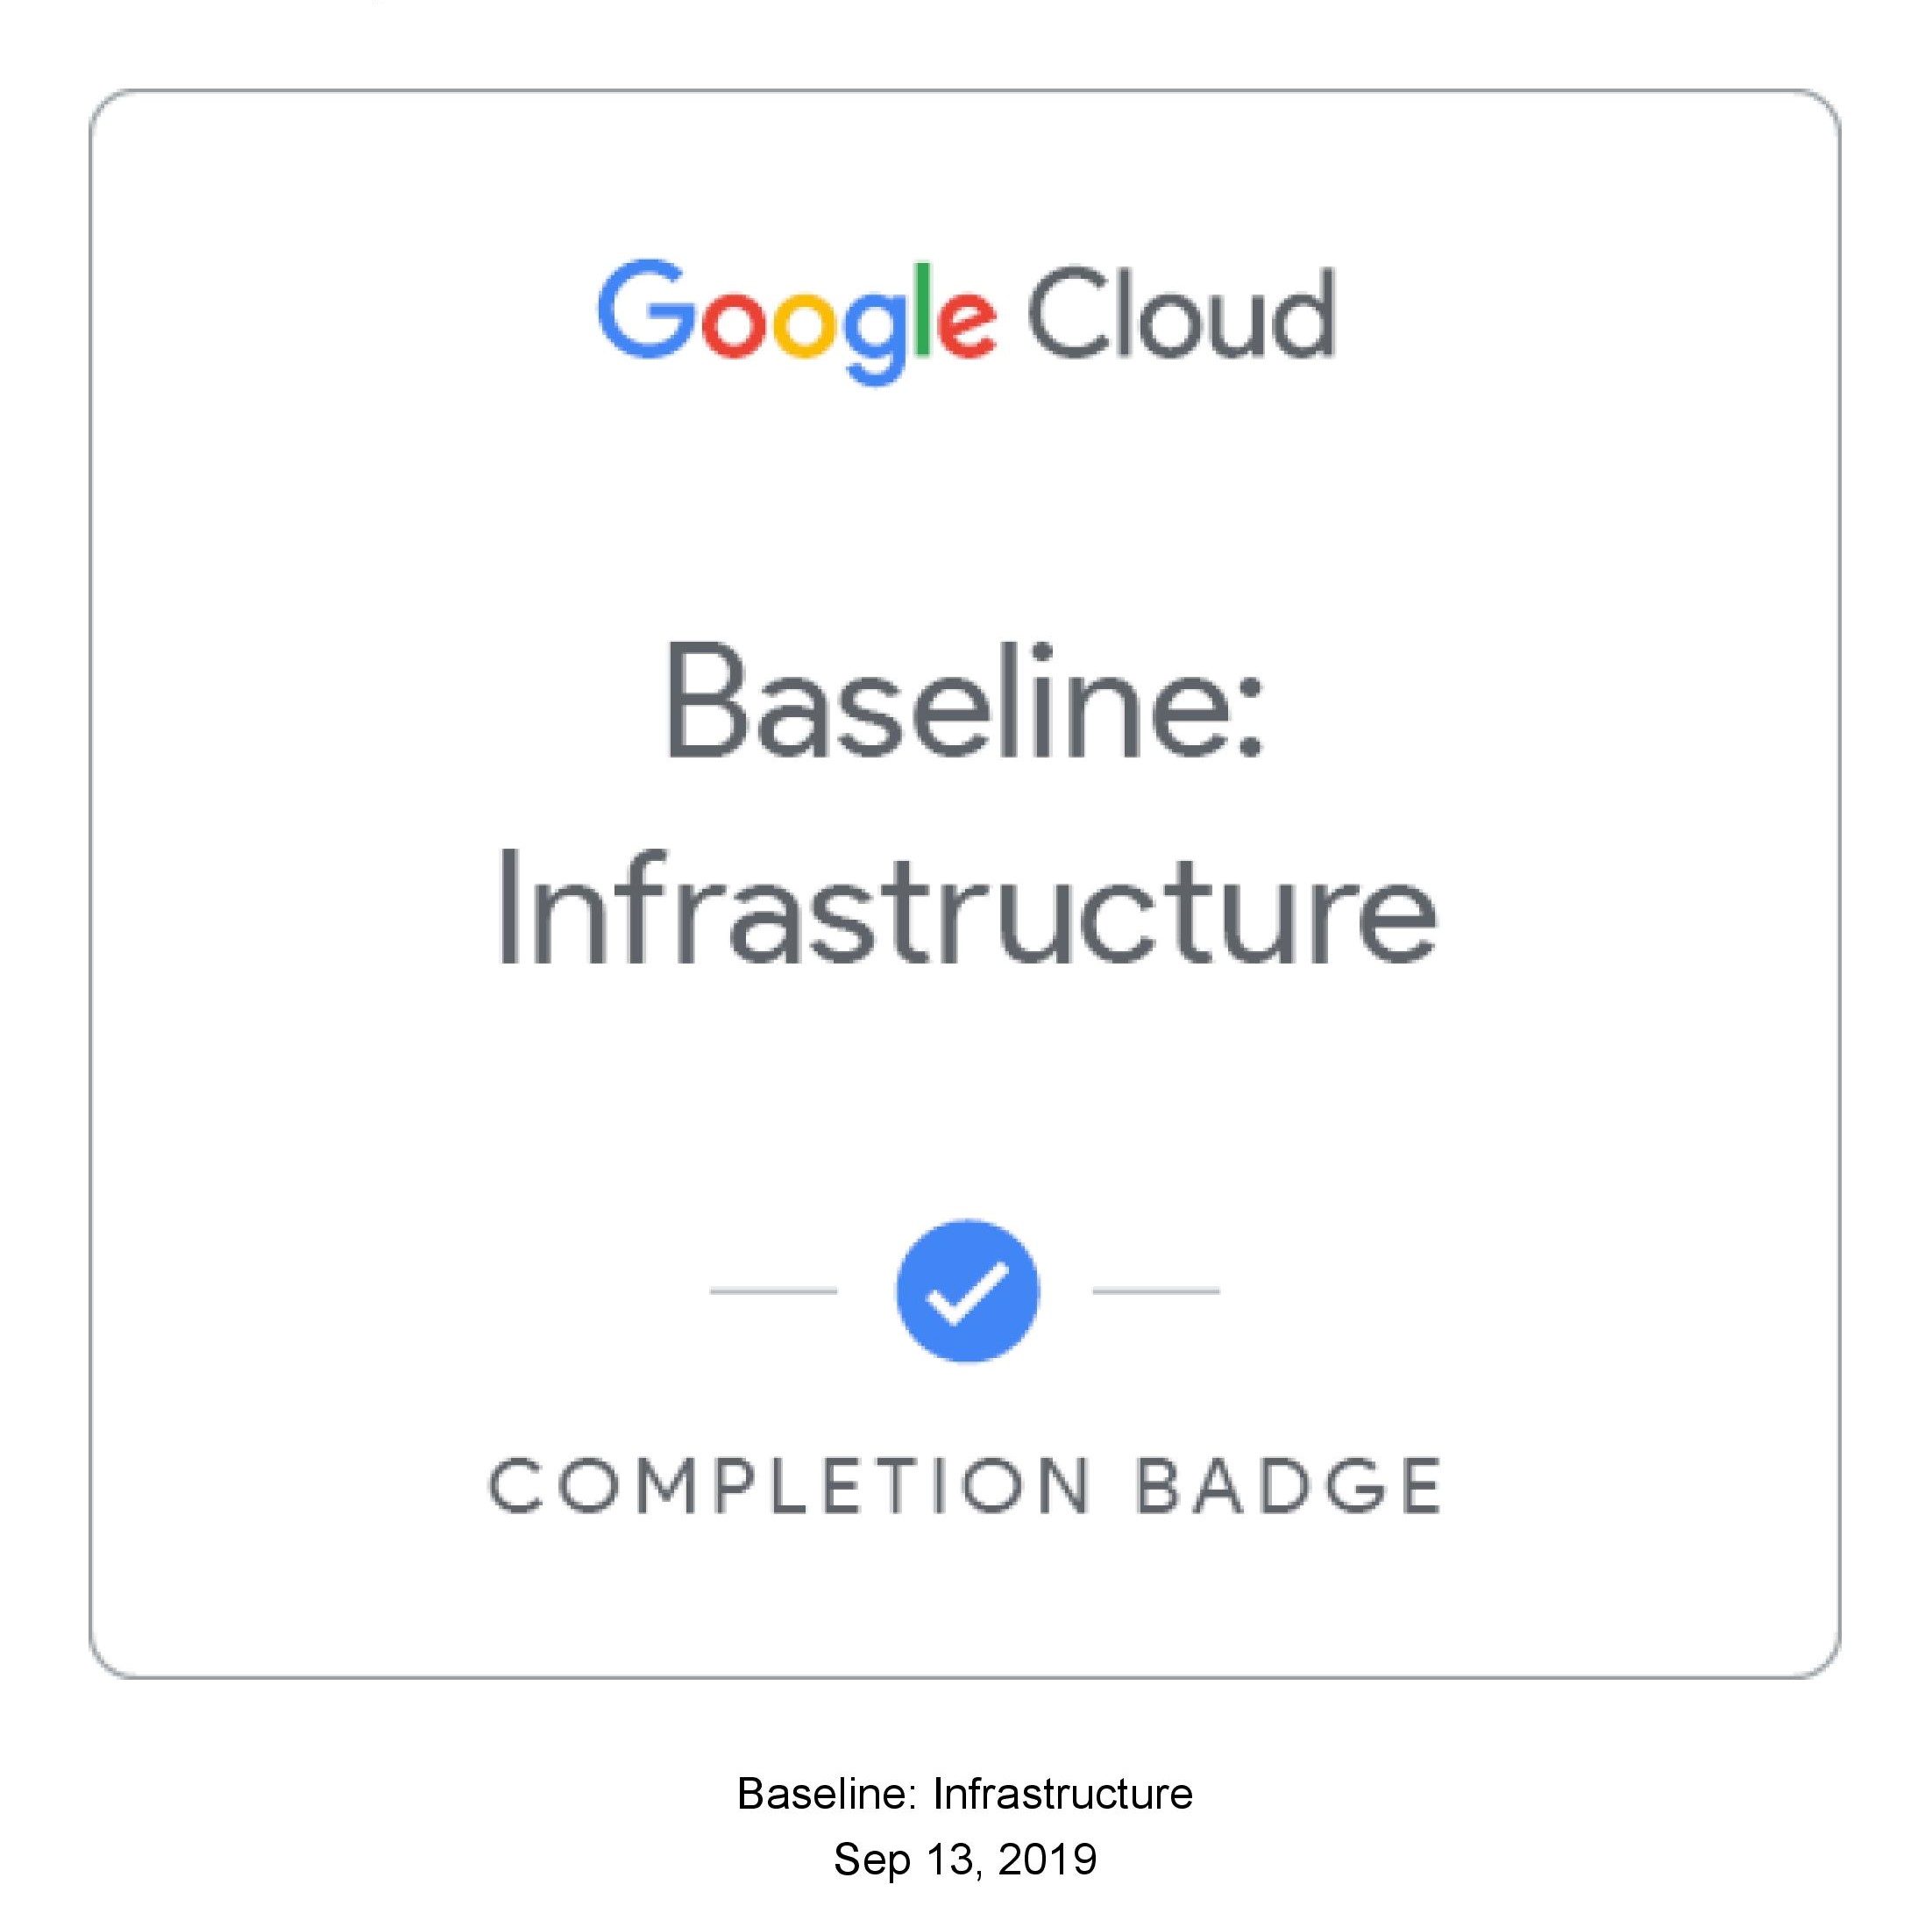 Google Cloud
Baseline:
Infrastructure
COMPLETION BADGE
Baseline: Infrastructure
Sep 13, 2019